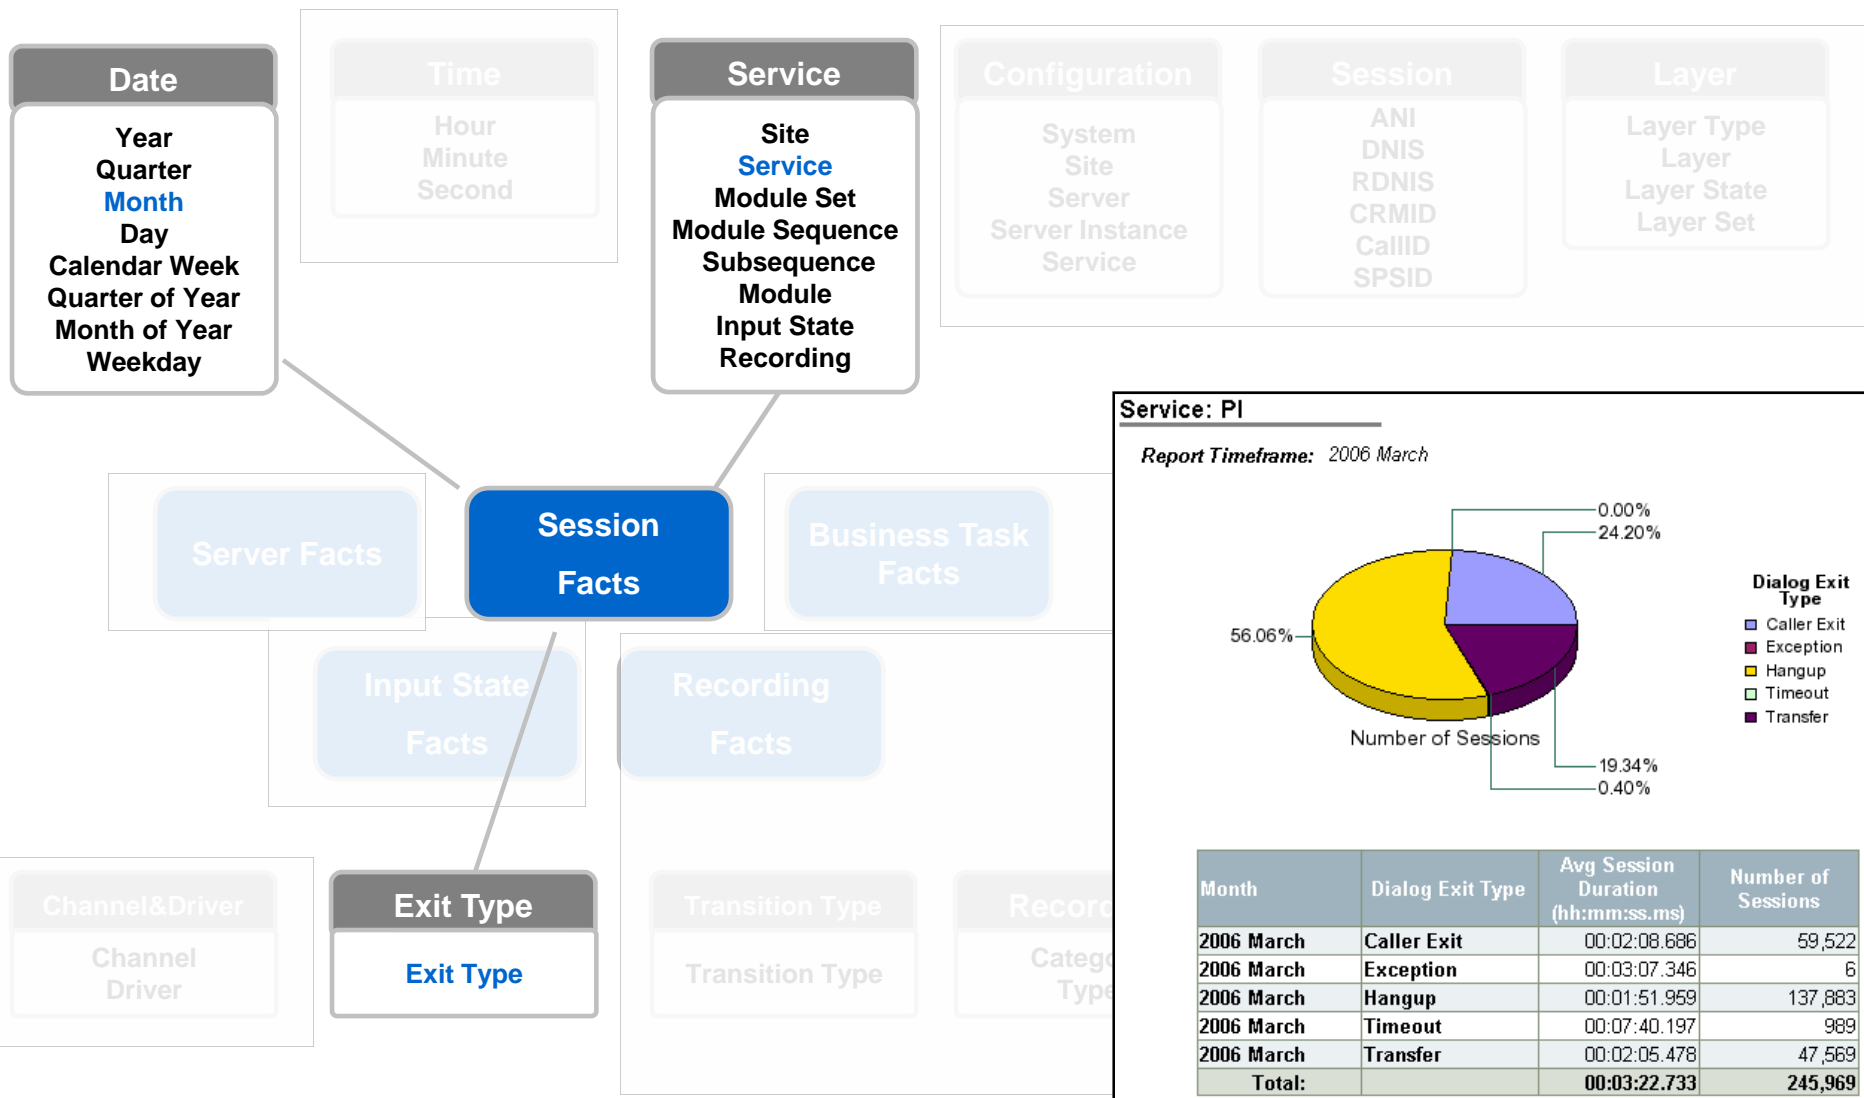 Date
Year
Quarter
Month
Day
Calendar Week
Quarter of Year
Month of Year
Weekday
Time
Hour
Minute
Second
Service
Site
Service
Module Set
Module Sequence
Subsequence
Module
Input State
Recording
Configuration
System
Site
Server
Server Instance
Service
Session
ANI
DNIS
RDNIS
CRMID
CallID
SPSID
Layer
Layer Type
Layer
Layer State
Layer Set
Server Facts
Session
Facts
Business Task
Facts
Input State
Facts
Recording
Facts
Channel&Driver
Channel
Driver
Exit Type
Exit Type
Transition Type
Transition Type
Record
Catego
Type
Service: PI
Report Timeframe: 2006 March
0.00%
24.20%
56.06%
19.34%
0.40%
Number of Sessions
Dialog Exit
Type
Caller Exit
Exception
Hangup
Timeout
Transfer
Month Dialog Exit Type Avg Session Duration (hh:mm:ss.ms) Number of Sessions
2006 March Caller Exit 00:02:08.686 59,522
2006 March Exception 00:03:07.346 6
2006 March Hangup 00:01:51.959 137,883
2006 March Timeout 00:07:40.197 989
2006 March Transfer 00:02:05.478 47,569
Total: 00:03:22.733 245,969